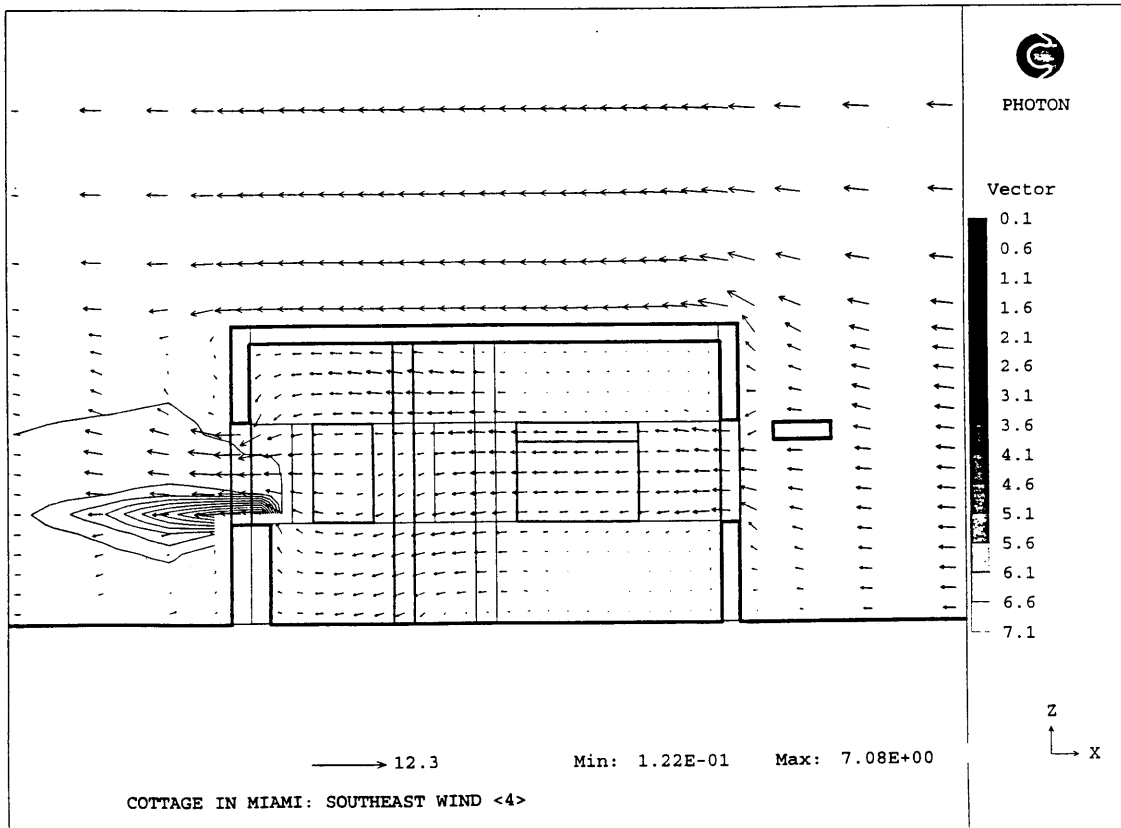 PHOTON
Vector
0.1
0.6
1.1
1.6
2.1
2.6
3.1
3.6
4.1
4.6
5.1
5.6
6.1
6.6
7.1
Z
X
12.3 Min: 1.22E-01 Max: 7.08E+00
COTTAGE IN MIAMI: SOUTHEAST WIND <4>